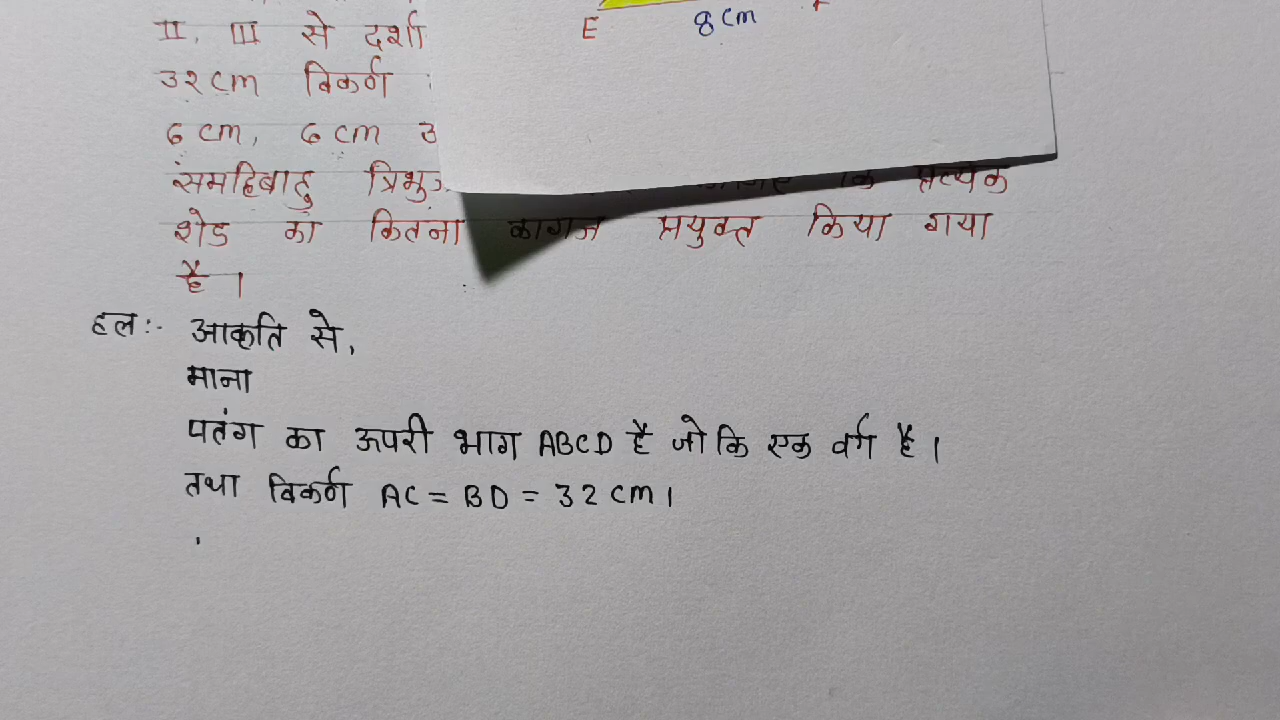 E 8 cm
II, III से दर्शा
32 cm विकर्ण
6 cm, 6 cm
समद्विबाहु त्रिभु
कि प्रत्येक
शेड का कितना कागज प्रयुक्त किया गया
है।
हलः- आकृति से,
माना
पतंग का ऊपरी भाग ABCD है जो कि एक वर्ग है।
तथा विकर्ण AC = BD = 32 cm।